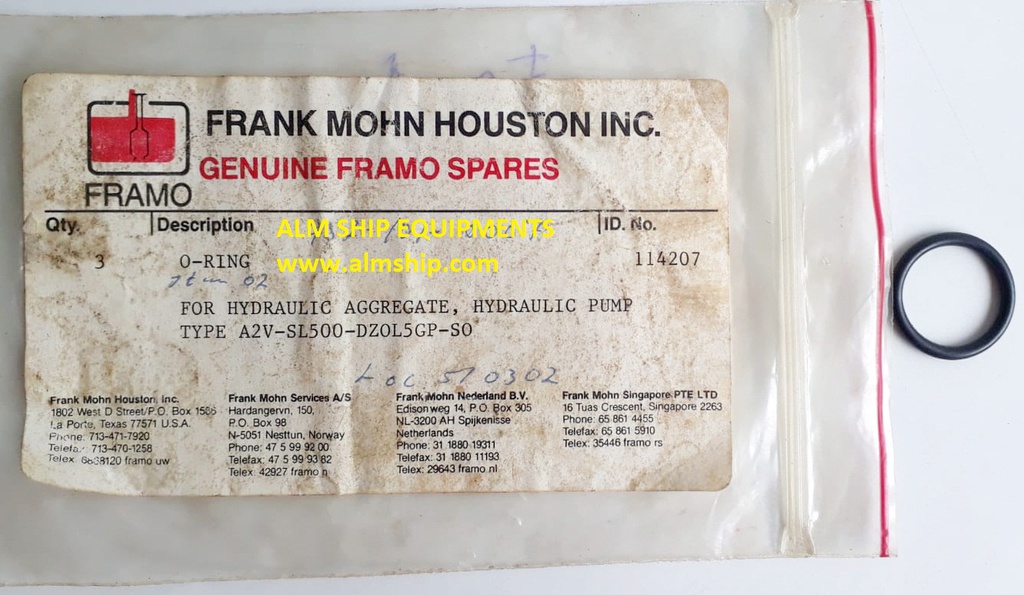 FRANK MOHN HOUSTON INC.
GENUINE FRAMO SPARES
FRAMO
Qty. Description ID. No.
ALM SHIP EQUIPMENTS
3 O-RING 114207
www.almship.com
Item 02
FOR HYDRAULIC AGGREGATE, HYDRAULIC PUMP
TYPE A2V-SL500-DZOL5GP-SO
Loc 510302
Frank Mohn Houston, Inc.
1802 West D Street/P.O. Box
La Porte, Texas 77571 U.S.A.
Phone: 713-471-7920
Telefax: 713-470-1258
Telex: framo uw
Frank Mohn Services A/S
Hardangervn, 150,
P.O. Box 98
N-5051 Nesttun, Norway
Phone: 47 5 99 92 00
Telefax: 47 5 99 93 82
Telex: 42927 framo n
Frank Mohn Nederland B.V.
Edisonweg 14, P.O. Box 305
NL-3200 AH Spijkenisse
Netherlands
Phone: 31 1880 19311
Telefax: 31 1880 11193
Telex: 29643 framo nl
Frank Mohn Singapore PTE LTD
16 Tuas Crescent, Singapore 2263
Phone: 65 861 4455
Telefax: 65 861 5910
Telex: 35446 framo rs